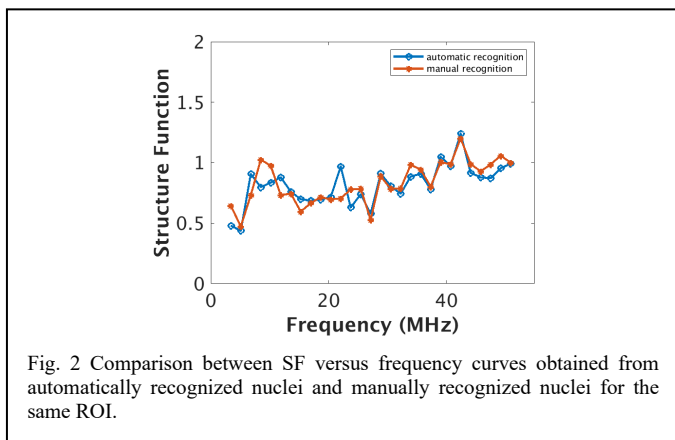 2
automatic recognition
manual recognition
1.5
1
0.5
0
Structure Function
0 20 40
Frequency (MHz)
Fig. 2 Comparison between SF versus frequency curves obtained from
automatically recognized nuclei and manually recognized nuclei for the
same ROI.